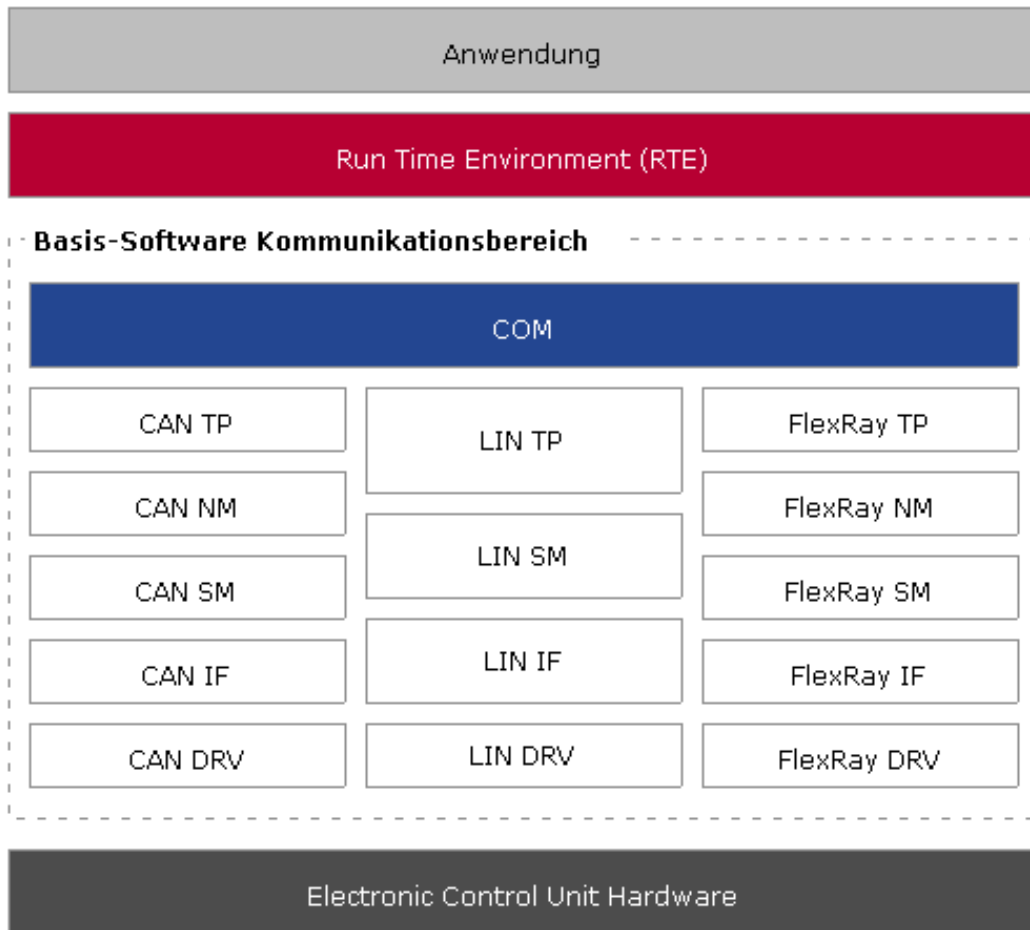 Anwendung
Run Time Environment (RTE)
Basis-Software Kommunikationsbereich
COM
CAN TP
LIN TP
FlexRay TP
CAN NM
FlexRay NM
LIN SM
CAN SM
FlexRay SM
CAN IF
LIN IF
FlexRay IF
CAN DRV
LIN DRV
FlexRay DRV
Electronic Control Unit Hardware